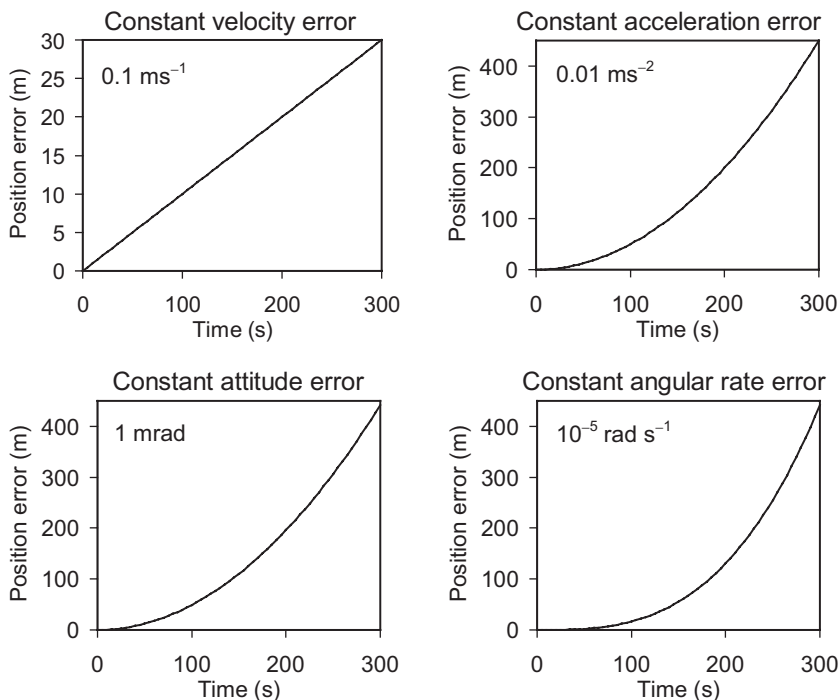 Constant velocity error
0.1 ms⁻¹
Position error (m)
30
25
20
15
10
5
0
0 100 200 300
Time (s)
Constant acceleration error
0.01 ms⁻²
Position error (m)
400
300
200
100
0
0 100 200 300
Time (s)
Constant attitude error
1 mrad
Position error (m)
400
300
200
100
0
0 100 200 300
Time (s)
Constant angular rate error
10⁻⁵ rad s⁻¹
Position error (m)
400
300
200
100
0
0 100 200 300
Time (s)